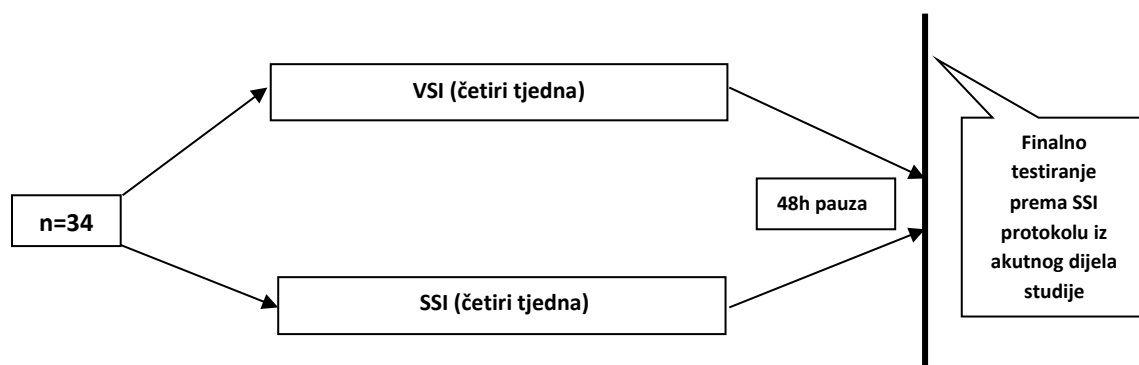 VSI (četiri tjedna)
n=34
48h pauza
SSI (četiri tjedna)
Finalno
testiranje
prema SSI
protokolu iz
akutnog dijela
studije